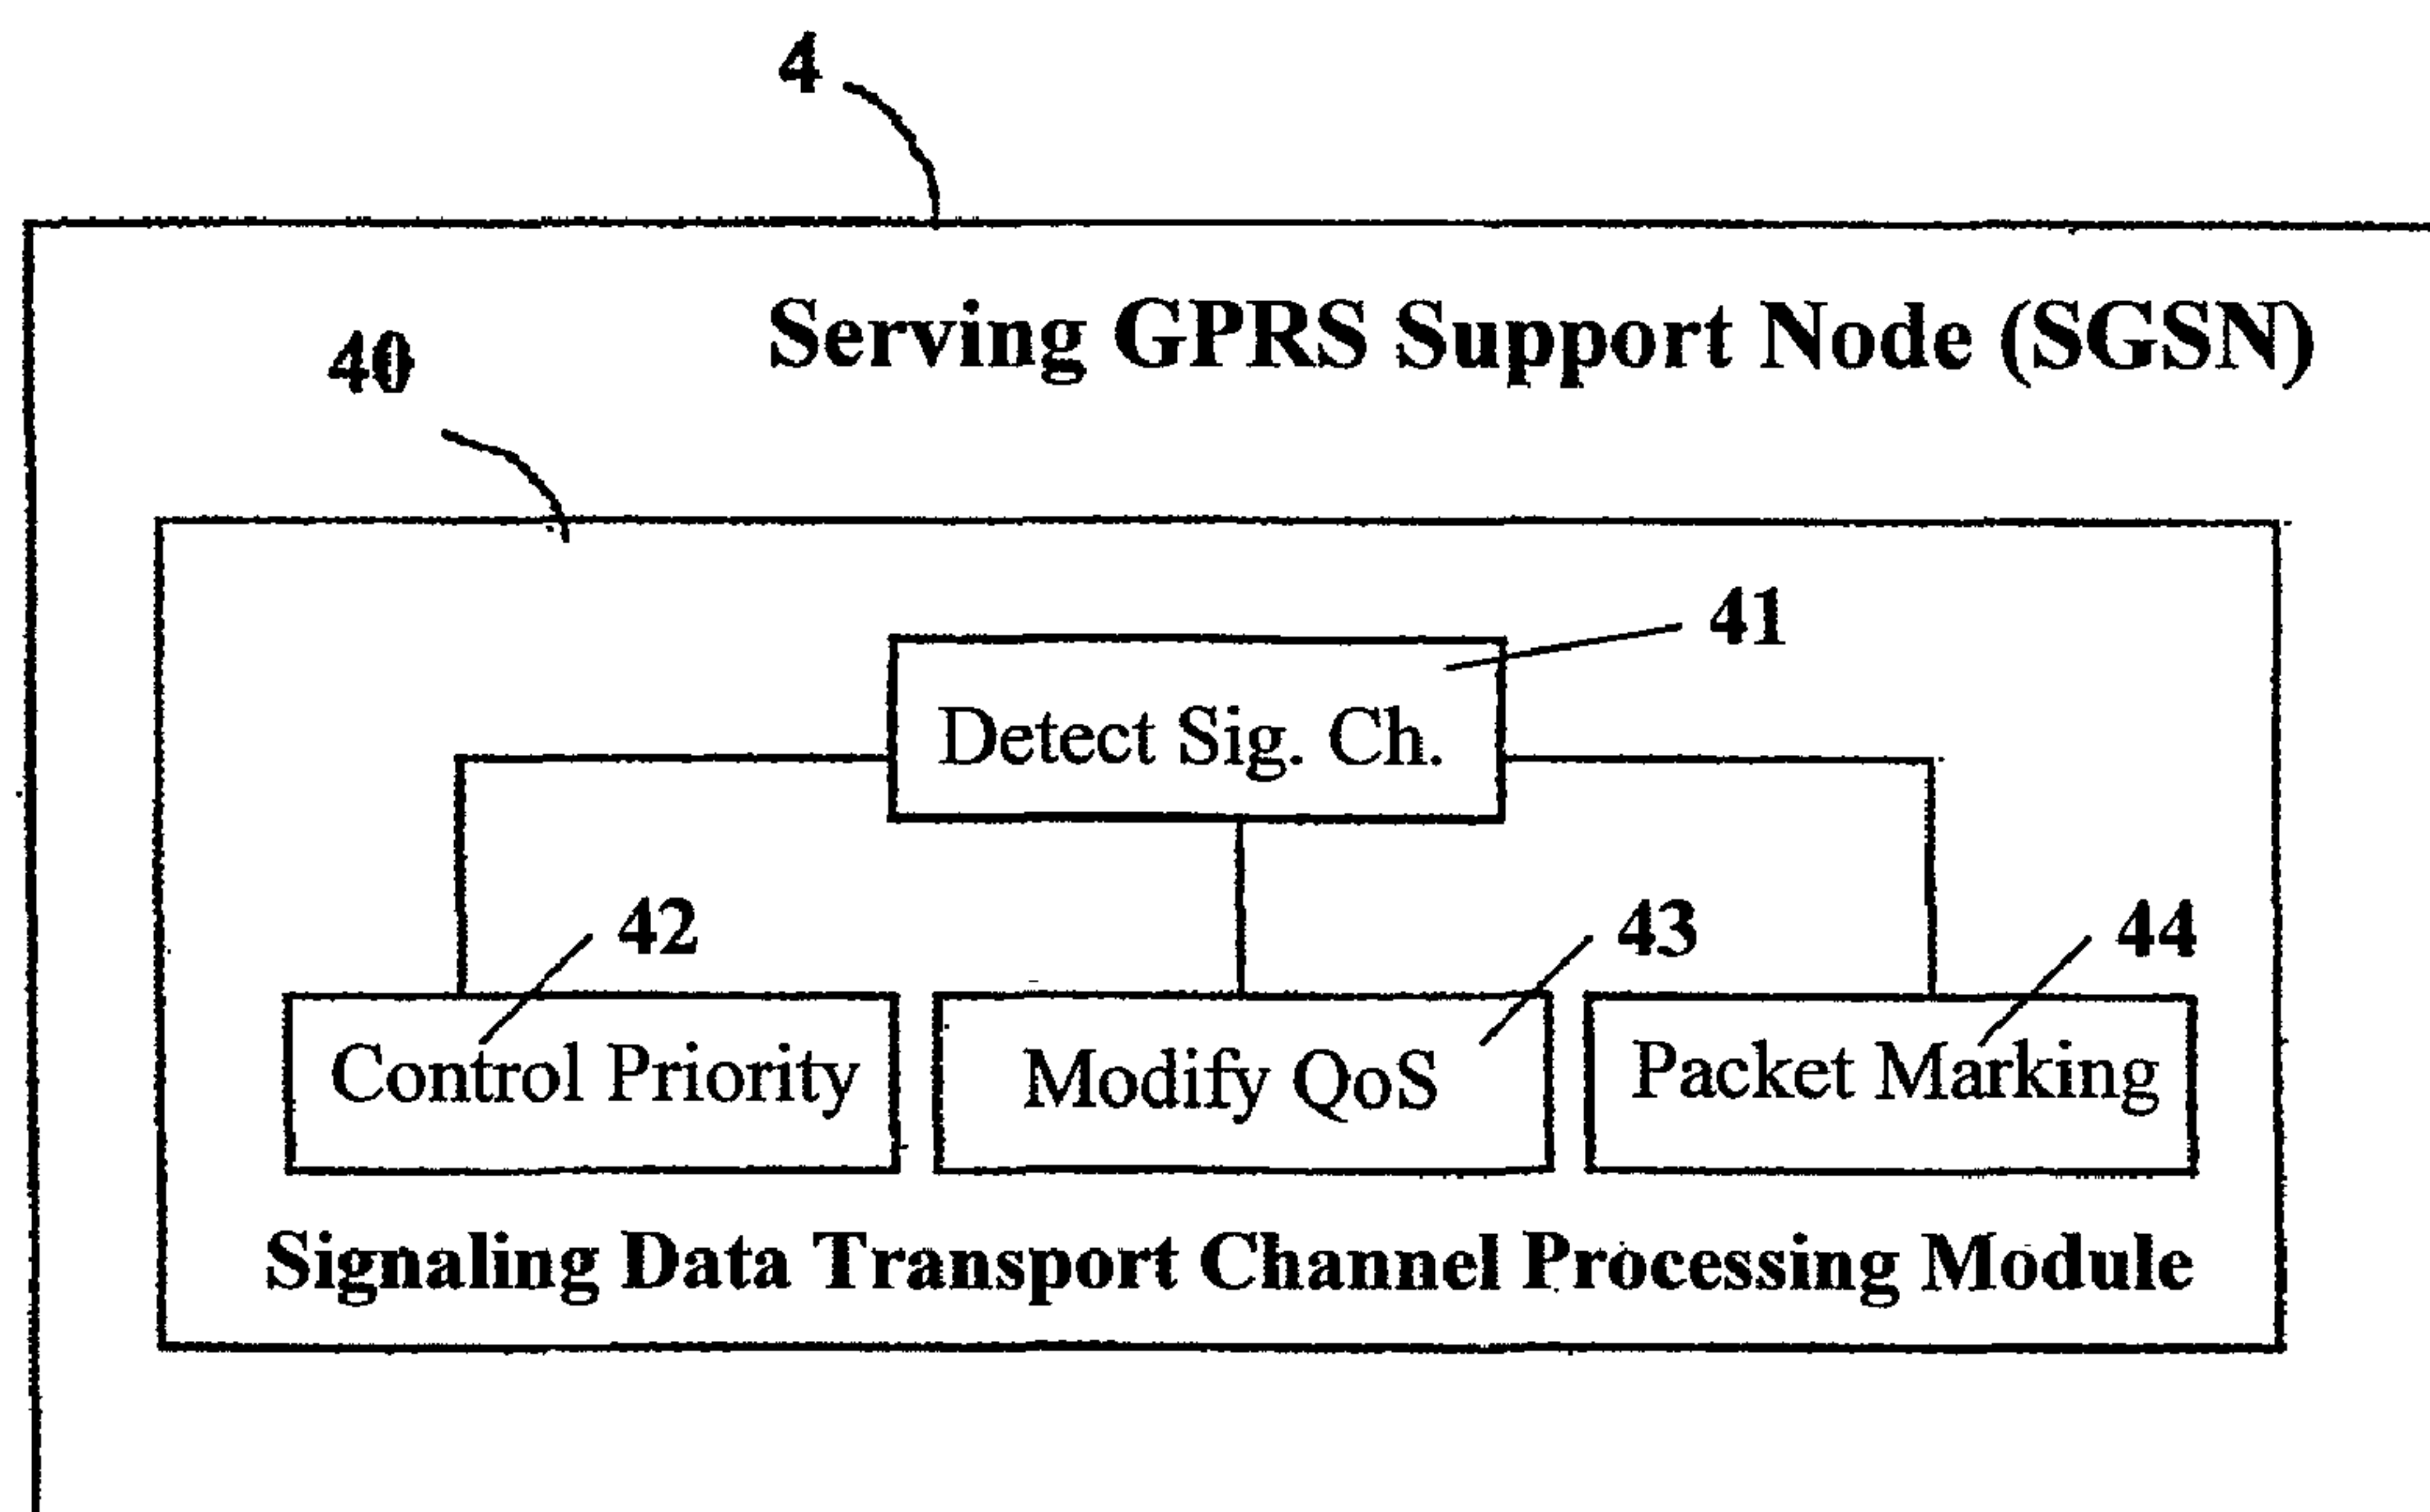 4
Serving GPRS Support Node (SGSN)
40
41
Detect Sig. Ch.
42
43
44
Control Priority
Modify QoS
Packet Marking
Signaling Data Transport Channel Processing Module